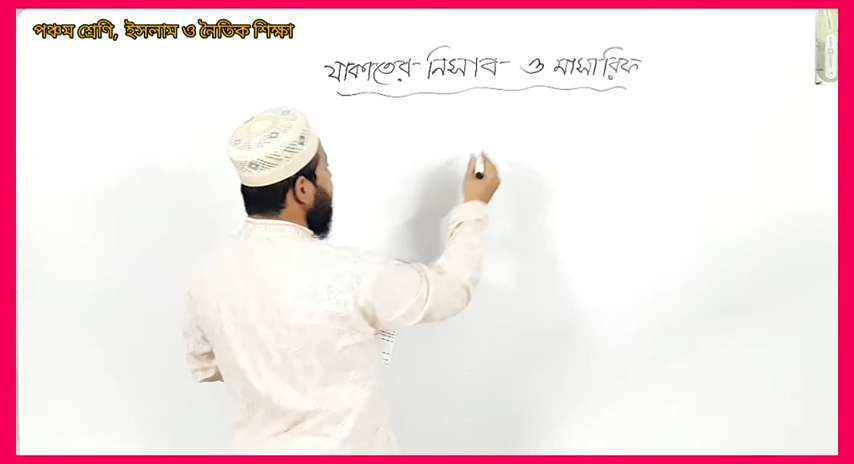 পঞ্চম শ্রেণি, ইসলাম ও নৈতিক শিক্ষা
যাকাতের নিসাব ও মাসারিফ